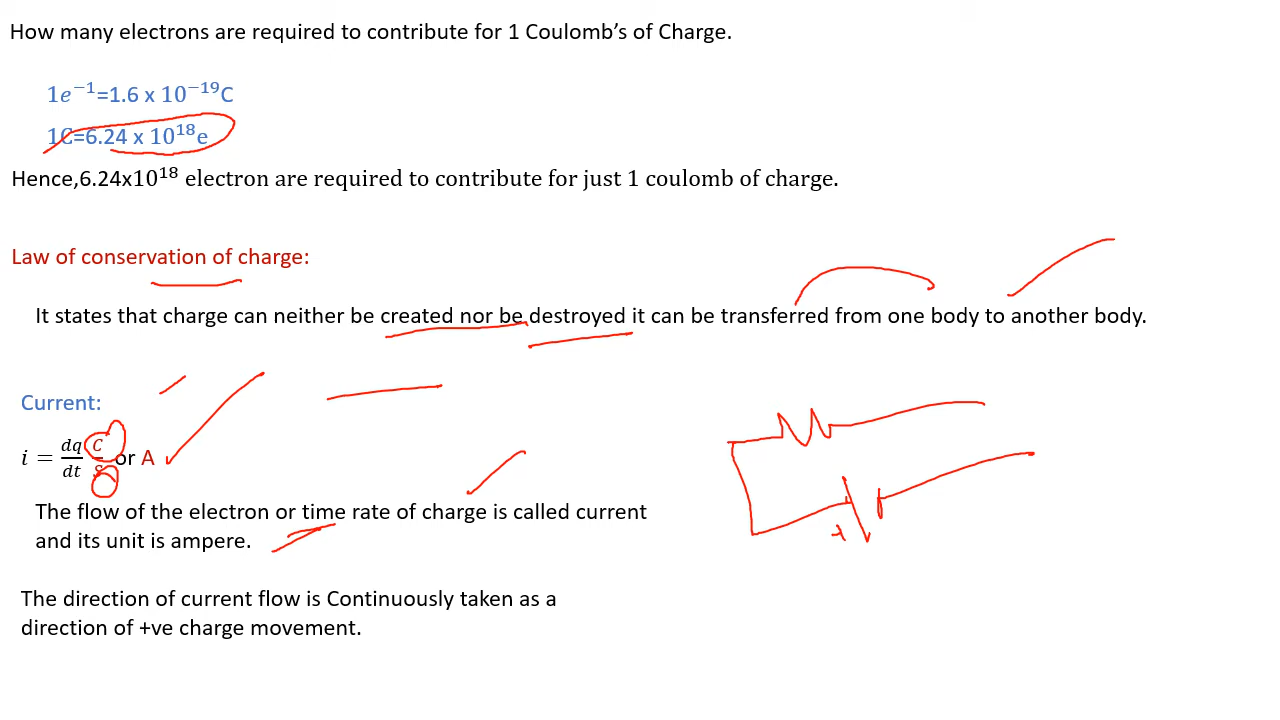 How many electrons are required to contribute for 1 Coulomb's of Charge.
1e⁻¹=1.6 x 10⁻¹⁹C
1C=6.24 x 10¹⁸e
Hence,6.24x10¹⁸ electron are required to contribute for just 1 coulomb of charge.
Law of conservation of charge:
It states that charge can neither be created nor be destroyed it can be transferred from one body to another body.
Current:
i = dq/dt C/S or A
The flow of the electron or time rate of charge is called current
and its unit is ampere.
+
The direction of current flow is Continuously taken as a
direction of +ve charge movement.